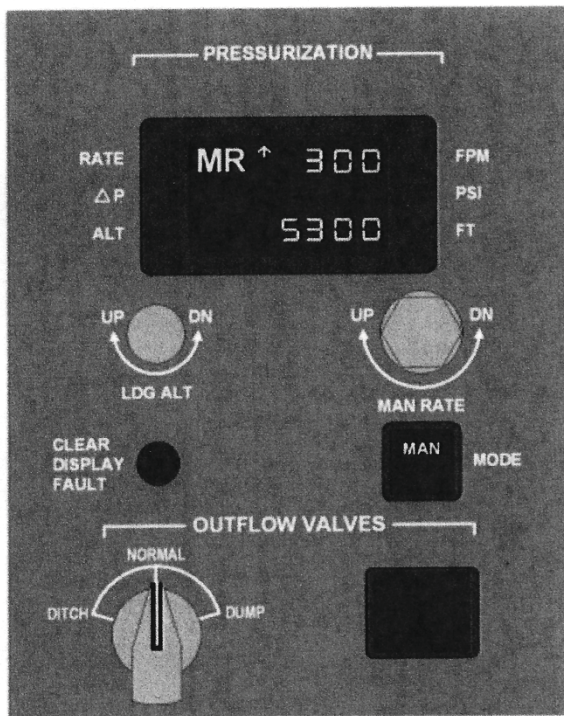 PRESSURIZATION
RATE MR ↑ 300 FPM
△P PSI
ALT 5300 FT
UP DN UP DN
LDG ALT MAN RATE
CLEAR
DISPLAY
FAULT
MAN MODE
OUTFLOW VALVES
NORMAL
DITCH DUMP